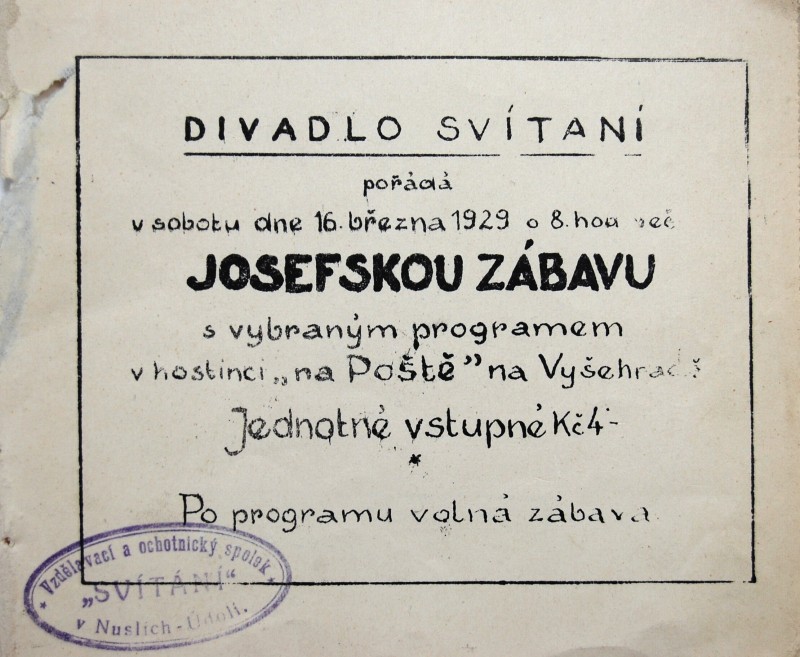 DIVADLO SVÍTANÍ
pořádá
v sobotu dne 16. března 1929 o 8. hod več
JOSEFSKOU ZÁBAVU
s vybraným programem
v hostinci „na Poště” na Vyšehradě
Jednotné vstupné Kč 4·-
*
Po programu volná zábava
* Vzdělavací a ochotnický spolek *
„SVÍTÁNÍ“
v Nuslích - Údolí.